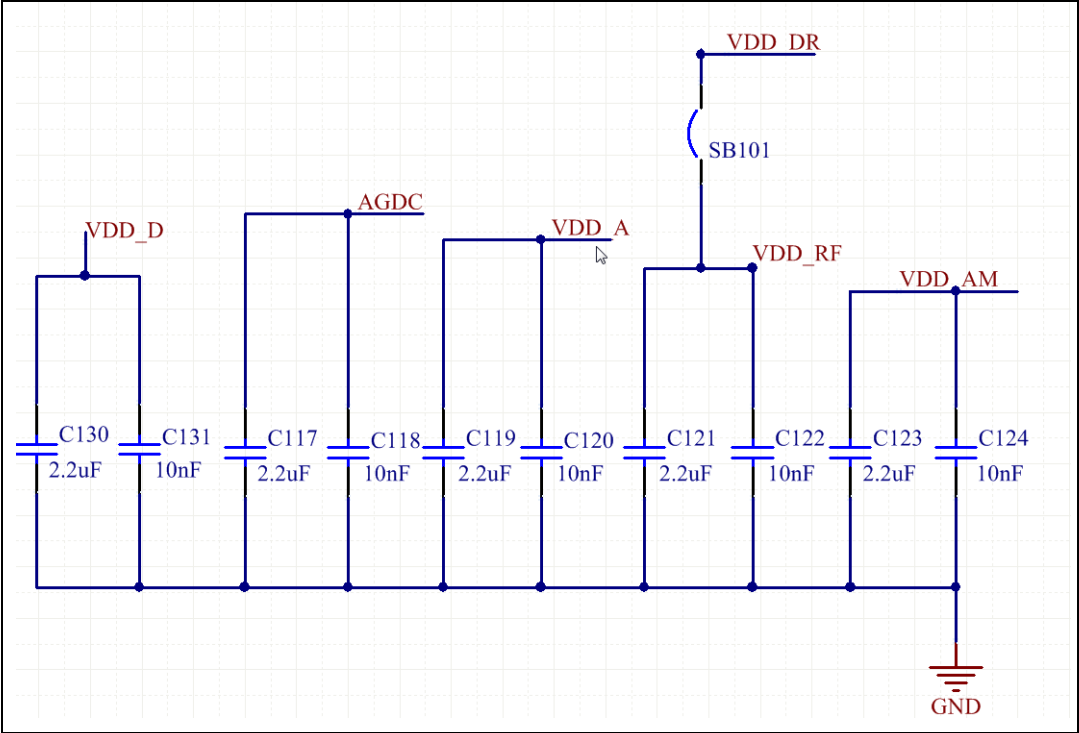 VDD_DR
SB101
AGDC
VDD_D
VDD_A
VDD_RF
VDD_AM
C130
2.2uF
C131
10nF
C117
2.2uF
C118
10nF
C119
2.2uF
C120
10nF
C121
2.2uF
C122
10nF
C123
2.2uF
C124
10nF
GND